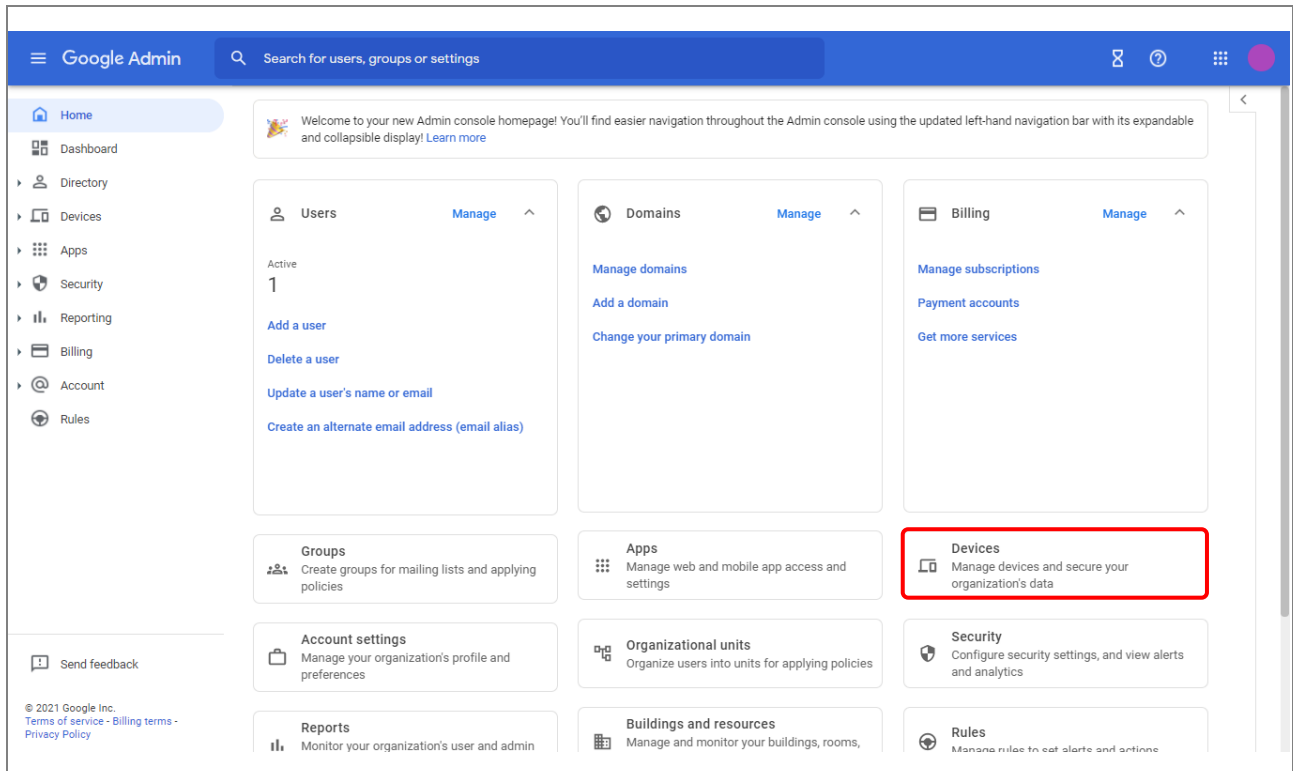 Google Admin
Search for users, groups or settings
Home
Dashboard
Directory
Devices
Apps
Security
Reporting
Billing
Account
Rules
Send feedback
© 2021 Google Inc.
Terms of service - Billing terms -
Privacy Policy
Welcome to your new Admin console homepage! You'll find easier navigation throughout the Admin console using the updated left-hand navigation bar with its expandable
and collapsible display! Learn more
Users Manage
Active
1
Add a user
Delete a user
Update a user's name or email
Create an alternate email address (email alias)
Domains Manage
Manage domains
Add a domain
Change your primary domain
Billing Manage
Manage subscriptions
Payment accounts
Get more services
Groups
Create groups for mailing lists and applying
policies
Apps
Manage web and mobile app access and
settings
Devices
Manage devices and secure your
organization's data
Account settings
Manage your organization's profile and
preferences
Organizational units
Organize users into units for applying policies
Security
Configure security settings, and view alerts
and analytics
Reports
Monitor your organization's user and admin
Buildings and resources
Manage and monitor your buildings, rooms,
Rules
Manage rules to set alerts and actions